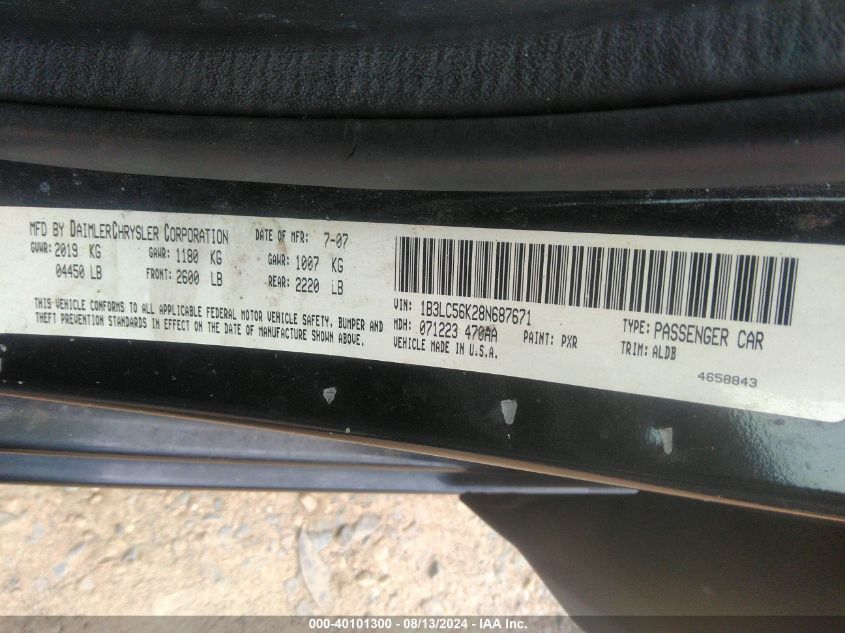 MFD BY DAIMLERCHRYSLER CORPORATION DATE OF MFR: 7-07
GVWR: 2019 KG GAWR: 1180 KG GAWR: 1007 KG
04450 LB FRONT: 2600 LB REAR: 2220 LB
THIS VEHICLE CONFORMS TO ALL APPLICABLE FEDERAL MOTOR VEHICLE SAFETY, BUMPER AND
THEFT PREVENTION STANDARDS IN EFFECT ON THE DATE OF MANUFACTURE SHOWN ABOVE.
VIN: 1B3LC56K28N687671 TYPE: PASSENGER CAR
MDH: 071223 470AA PAINT: PXR TRIM: ALDB
VEHICLE MADE IN U.S.A.
4658843
000-40101300 - 08/13/2024 - IAA Inc.